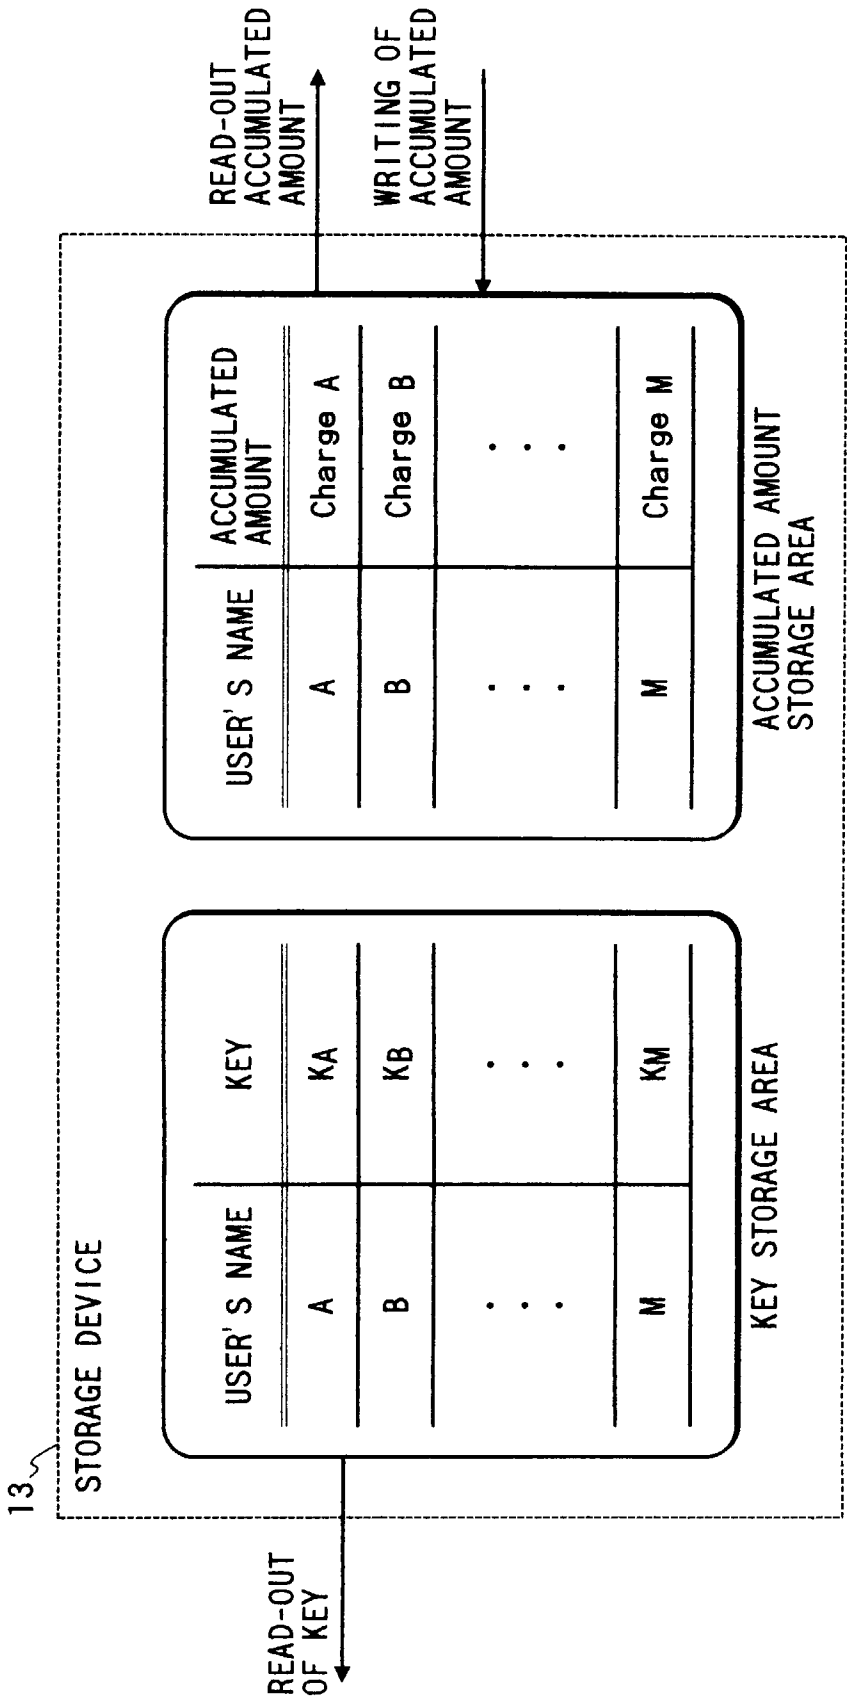 13
STORAGE DEVICE
READ-OUT
OF KEY
USER'S NAME KEY
A KA
B KB
. . . . . .
M KM
KEY STORAGE AREA
USER'S NAME ACCUMULATED
AMOUNT
A Charge A
B Charge B
. . . . . .
M Charge M
ACCUMULATED AMOUNT
STORAGE AREA
READ-OUT
ACCUMULATED
AMOUNT
WRITING OF
ACCUMULATED
AMOUNT